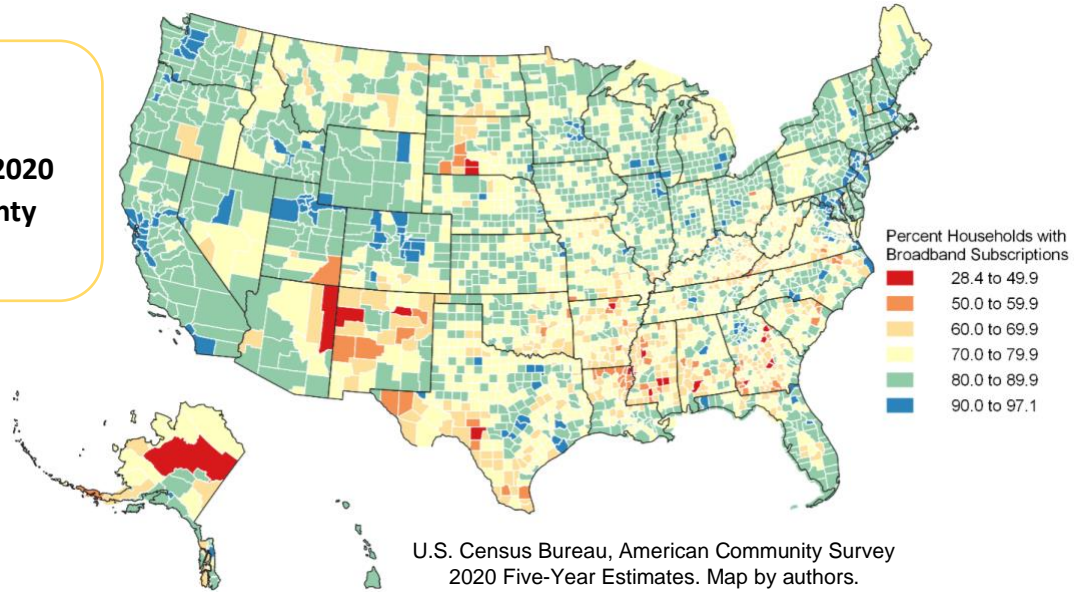 2020
nty
Percent Households with
Broadband Subscriptions
28.4 to 49.9
50.0 to 59.9
60.0 to 69.9
70.0 to 79.9
80.0 to 89.9
90.0 to 97.1
U.S. Census Bureau, American Community Survey
2020 Five-Year Estimates. Map by authors.